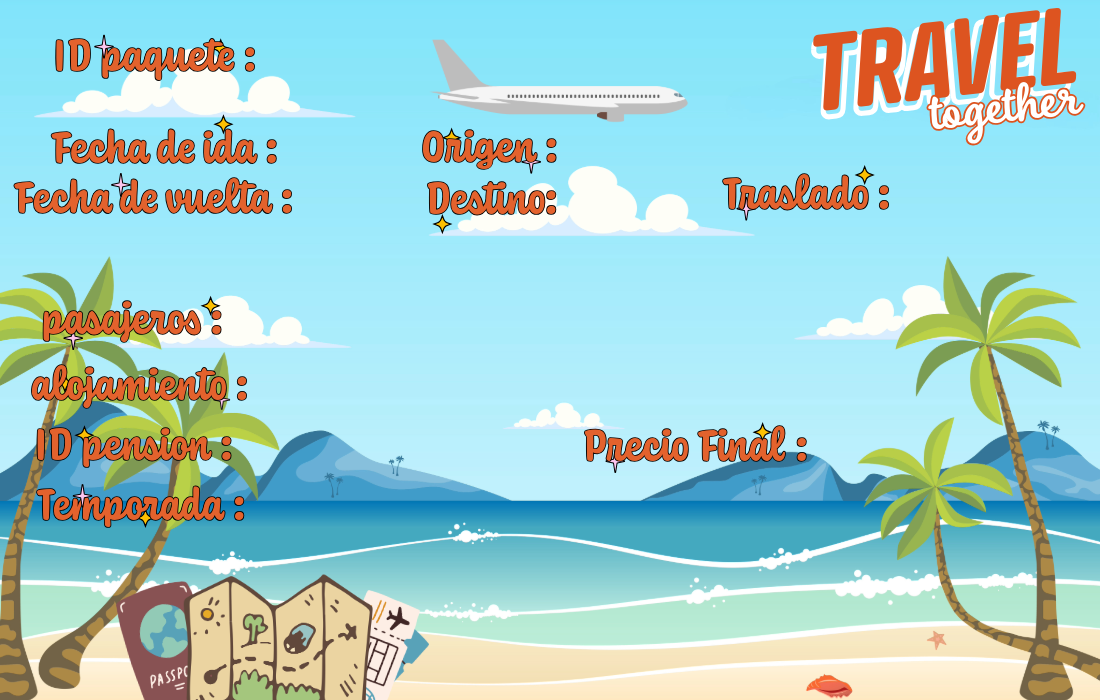 TRAVEL
together
ID paquete :
Fecha de ida :
Fecha de vuelta :
Origen :
Destino:
Traslado :
pasajeros :
alojamiento :
ID pension :
Temporada :
Precio Final :
PASSPO